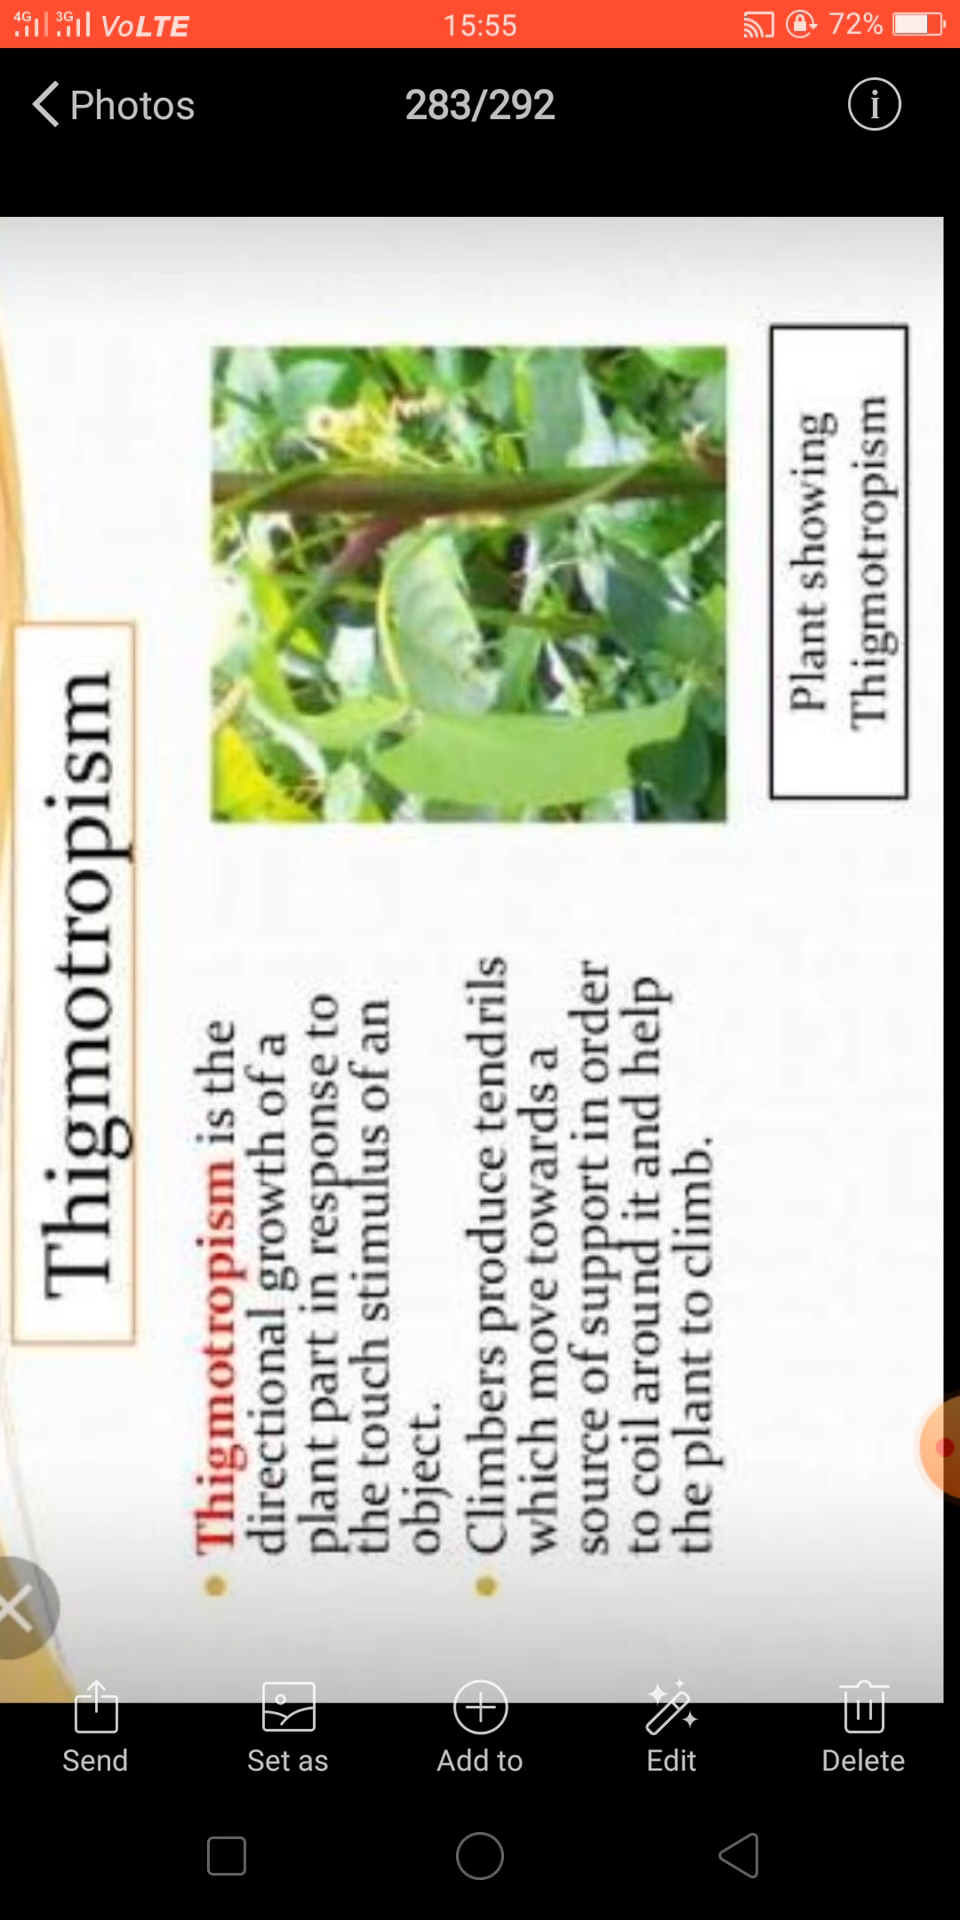 4G 3G VoLTE 15:55 72%
Photos 283/292
Thigmotropism
• Thigmotropism is the
directional growth of a
plant part in response to
the touch stimulus of an
object.
• Climbers produce tendrils
which move towards a
source of support in order
to coil around it and help
the plant to climb.
Plant showing
Thigmotropism
Send Set as Add to Edit Delete